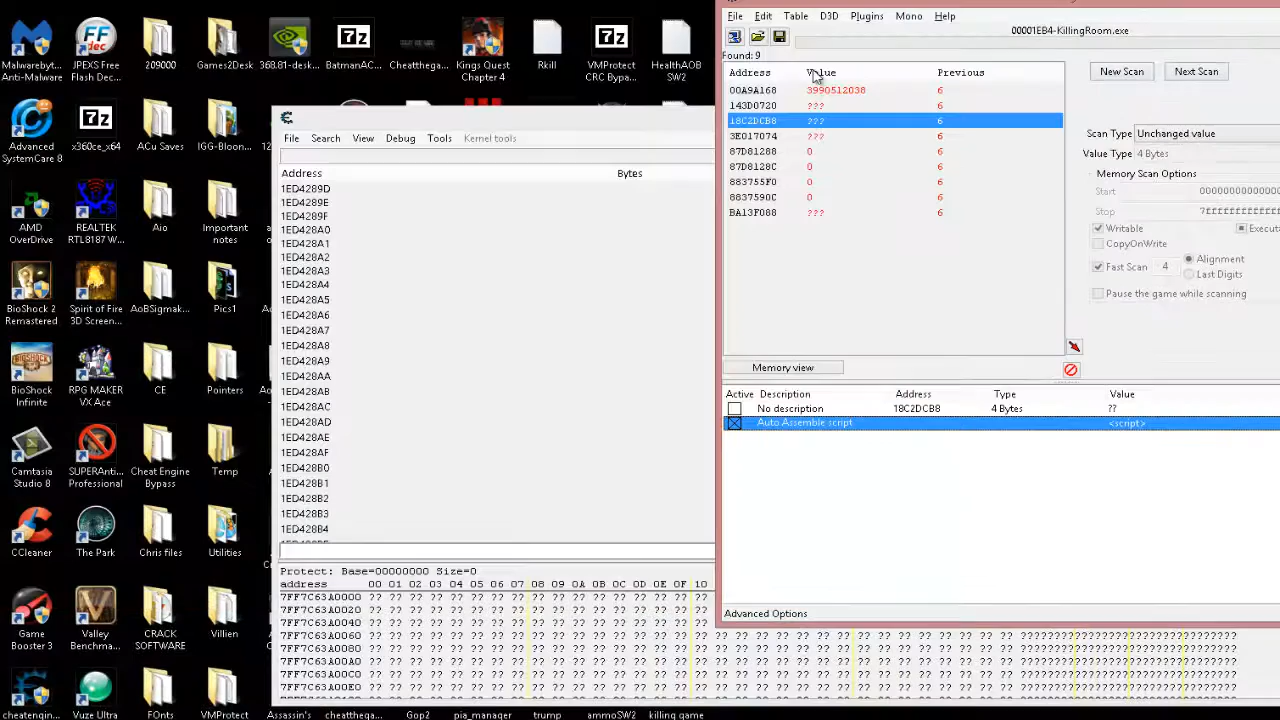 Malwarebyt...
Anti-Malware
JPEXS Free
Flash Dec...
209000
Games2Desk
368.81-desk...
BatmanAC...
Cheatthega...
Kings Quest
Chapter 4
Rkill
VMProtect
CRC Bypa...
HealthAOB
SW2
Advanced
SystemCare 8
x360ce_x64
ACu Saves
IGG-Bloon...
AMD
OverDrive
REALTEK
RTL8187 W...
Aio
Important
notes
BioShock 2
Remastered
Spirit of Fire
3D Screen...
AoBSigmak...
Pics1
BioShock
Infinite
RPG MAKER
VX Ace
CE
Pointers
Camtasia
Studio 8
SUPERAnti...
Professional
Cheat Engine
Bypass
Temp
CCleaner
The Park
Chris files
Utilities
Game
Booster 3
Valley
Benchma...
CRACK
SOFTWARE
Villien
cheatengin...
Vuze Ultra
FOnts
VMProtect
Assassin's
cheatthega...
Gop2
pia_manager
trump
ammoSW2
killing game
File Search View Debug Tools Kernel tools
Address Bytes
1ED4289D
1ED4289E
1ED4289F
1ED428A0
1ED428A1
1ED428A2
1ED428A3
1ED428A4
1ED428A5
1ED428A6
1ED428A7
1ED428A8
1ED428A9
1ED428AA
1ED428AB
1ED428AC
1ED428AD
1ED428AE
1ED428AF
1ED428B0
1ED428B1
1ED428B2
1ED428B3
1ED428B4
Protect: Base=00000000 Size=0
address 00 01 02 03 04 05 06 07 08 09 0A 0B 0C 0D 0E 0F 10
7FF7C63A0000 ?? ?? ?? ?? ?? ?? ?? ?? ?? ?? ?? ?? ?? ?? ?? ?? ??
7FF7C63A0020 ?? ?? ?? ?? ?? ?? ?? ?? ?? ?? ?? ?? ?? ?? ?? ?? ??
7FF7C63A0040 ?? ?? ?? ?? ?? ?? ?? ?? ?? ?? ?? ?? ?? ?? ?? ?? ??
7FF7C63A0060 ?? ?? ?? ?? ?? ?? ?? ?? ?? ?? ?? ?? ?? ?? ?? ?? ??
7FF7C63A0080 ?? ?? ?? ?? ?? ?? ?? ?? ?? ?? ?? ?? ?? ?? ?? ?? ??
7FF7C63A00A0 ?? ?? ?? ?? ?? ?? ?? ?? ?? ?? ?? ?? ?? ?? ?? ?? ??
7FF7C63A00C0 ?? ?? ?? ?? ?? ?? ?? ?? ?? ?? ?? ?? ?? ?? ?? ?? ??
7FF7C63A00E0 ?? ?? ?? ?? ?? ?? ?? ?? ?? ?? ?? ?? ?? ?? ?? ?? ??
File Edit Table D3D Plugins Mono Help
00001EB4-KillingRoom.exe
Found: 9
Address Value Previous
00A9A168 3990512038 6
143D0720 ??? 6
18C2DCB8 ??? 6
3E017074 ??? 6
87D81288 0 6
87D8128C 0 6
883755F0 0 6
8837590C 0 6
BA13F088 ??? 6
New Scan Next Scan
Scan Type Unchanged value
Value Type 4 Bytes
Memory Scan Options
Start 0000000000000
Stop 7fffffffffffff
Writable Execut
CopyOnWrite
Fast Scan 4 Alignment
Last Digits
Pause the game while scanning
Memory view
Active Description Address Type Value
No description 18C2DCB8 4 Bytes ??
Auto Assemble script <script>
Advanced Options